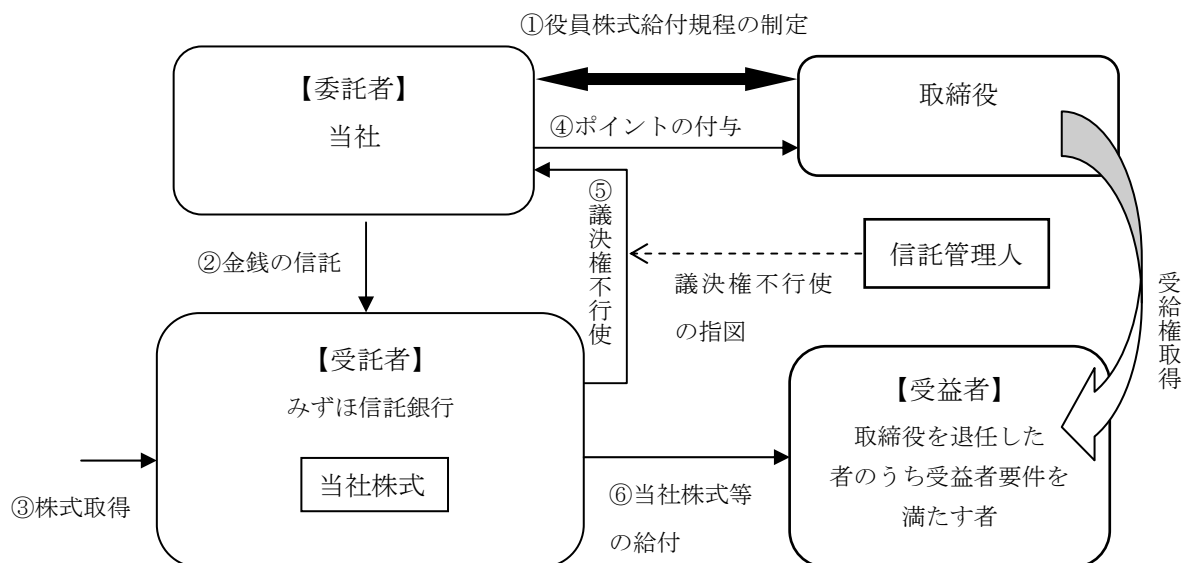 ①役員株式給付規程の制定
【委託者】
当社
取締役
④ポイントの付与
⑤議決権不行使
②金銭の信託
信託管理人
議決権不行使
の指図
受給権取得
【受託者】
みずほ信託銀行
当社株式
③株式取得
⑥当社株式等
の給付
【受益者】
取締役を退任した
者のうち受益者要件を
満たす者